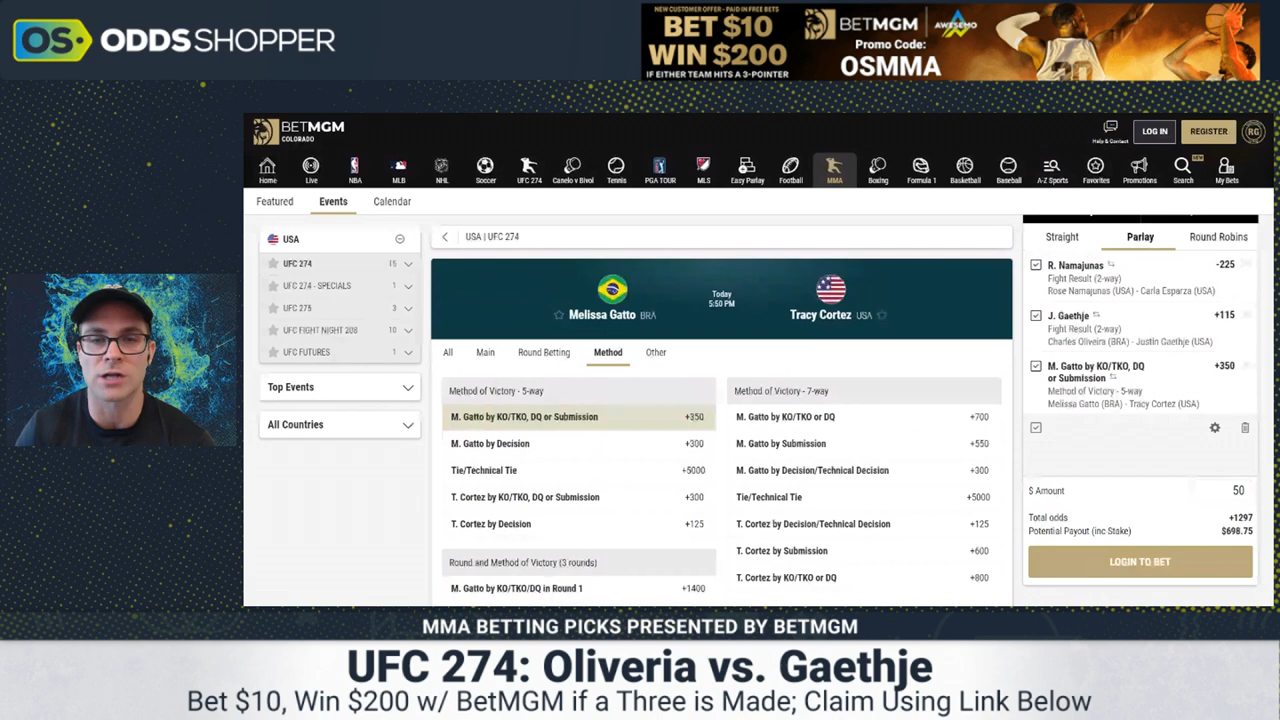 OS ODDSSHOPPER
NEW CUSTOMER OFFER - PAID IN FREE BETS
BET $10
WIN $200
IF EITHER TEAM HITS A 3-POINTER
BETMGM
AWESEMO
Promo Code:
OSMMA
BETMGM
COLORADO
Help & Contact
LOG IN
REGISTER
RG
Home
Live
NBA
MLB
NHL
Soccer
UFC 274
Canelo v Bivol
Tennis
PGA TOUR
MLS
Easy Parlay
Football
MMA
Boxing
Formula 1
Basketball
Baseball
A-Z Sports
Favorites
Promotions
NEW
Search
My Bets
Featured
Events
Calendar
USA
UFC 274 15
UFC 274 - SPECIALS 1
UFC 275 3
UFC FIGHT NIGHT 208 10
UFC FUTURES 1
Top Events
All Countries
USA | UFC 274
Melissa Gatto BRA
Today
5:50 PM
Tracy Cortez USA
All
Main
Round Betting
Method
Other
Method of Victory - 5-way
M. Gatto by KO/TKO, DQ or Submission +350
M. Gatto by Decision +300
Tie/Technical Tie +5000
T. Cortez by KO/TKO, DQ or Submission +300
T. Cortez by Decision +125
Round and Method of Victory (3 rounds)
M. Gatto by KO/TKO/DQ in Round 1 +1400
Method of Victory - 7-way
M. Gatto by KO/TKO or DQ +700
M. Gatto by Submission +550
M. Gatto by Decision/Technical Decision +300
Tie/Technical Tie +5000
T. Cortez by Decision/Technical Decision +125
T. Cortez by Submission +600
T. Cortez by KO/TKO or DQ +800
Straight
Parlay
Round Robins
R. Namajunas -225
Fight Result (2-way)
Rose Namajunas (USA) - Carla Esparza (USA)
J. Gaethje +115
Fight Result (2-way)
Charles Oliveira (BRA) - Justin Gaethje (USA)
M. Gatto by KO/TKO, DQ +350
or Submission
Method of Victory - 5-way
Melissa Gatto (BRA) - Tracy Cortez (USA)
$ Amount 50
Total odds +1297
Potential Payout (inc Stake) $698.75
LOGIN TO BET
MMA BETTING PICKS PRESENTED BY BETMGM
UFC 274: Oliveria vs. Gaethje
Bet $10, Win $200 w/ BetMGM if a Three is Made; Claim Using Link Below